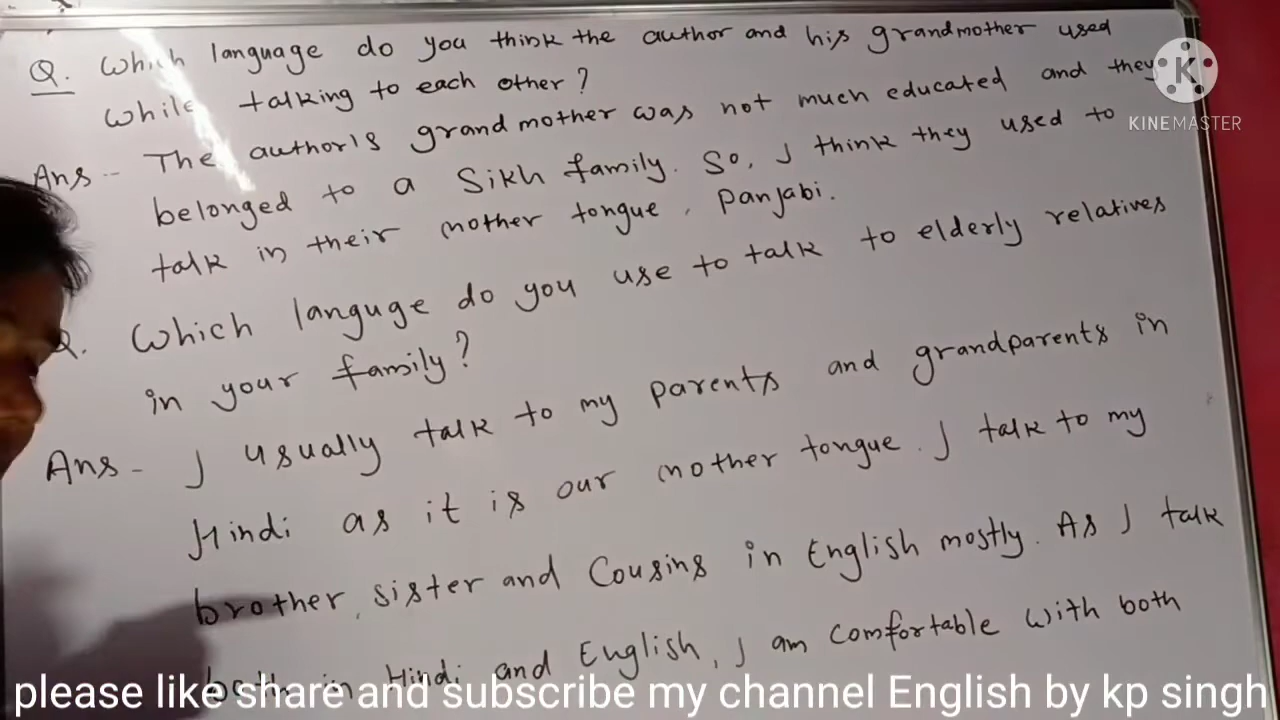 Q. Which language do you think the author and his grandmother used
while talking to each other?
Ans - The author's grandmother was not much educated and they
belonged to a Sikh family. So, I think they used to
talk in their mother tongue, Panjabi.
Q. Which languge do you use to talk to elderly relatives
in your family?
Ans - I usually talk to my parents and grandparents in
Hindi as it is our mother tongue. I talk to my
brother, sister and Cousins in English mostly. As I talk
both in Hindi and English, I am comfortable with both
K
KINEMASTER
please like share and subscribe my channel English by kp singh